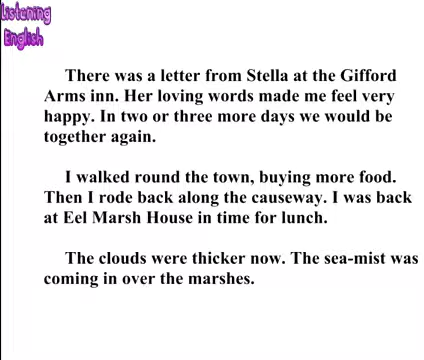 Listening
English
There was a letter from Stella at the Gifford
Arms inn. Her loving words made me feel very
happy. In two or three more days we would be
together again.
I walked round the town, buying more food.
Then I rode back along the causeway. I was back
at Eel Marsh House in time for lunch.
The clouds were thicker now. The sea-mist was
coming in over the marshes.